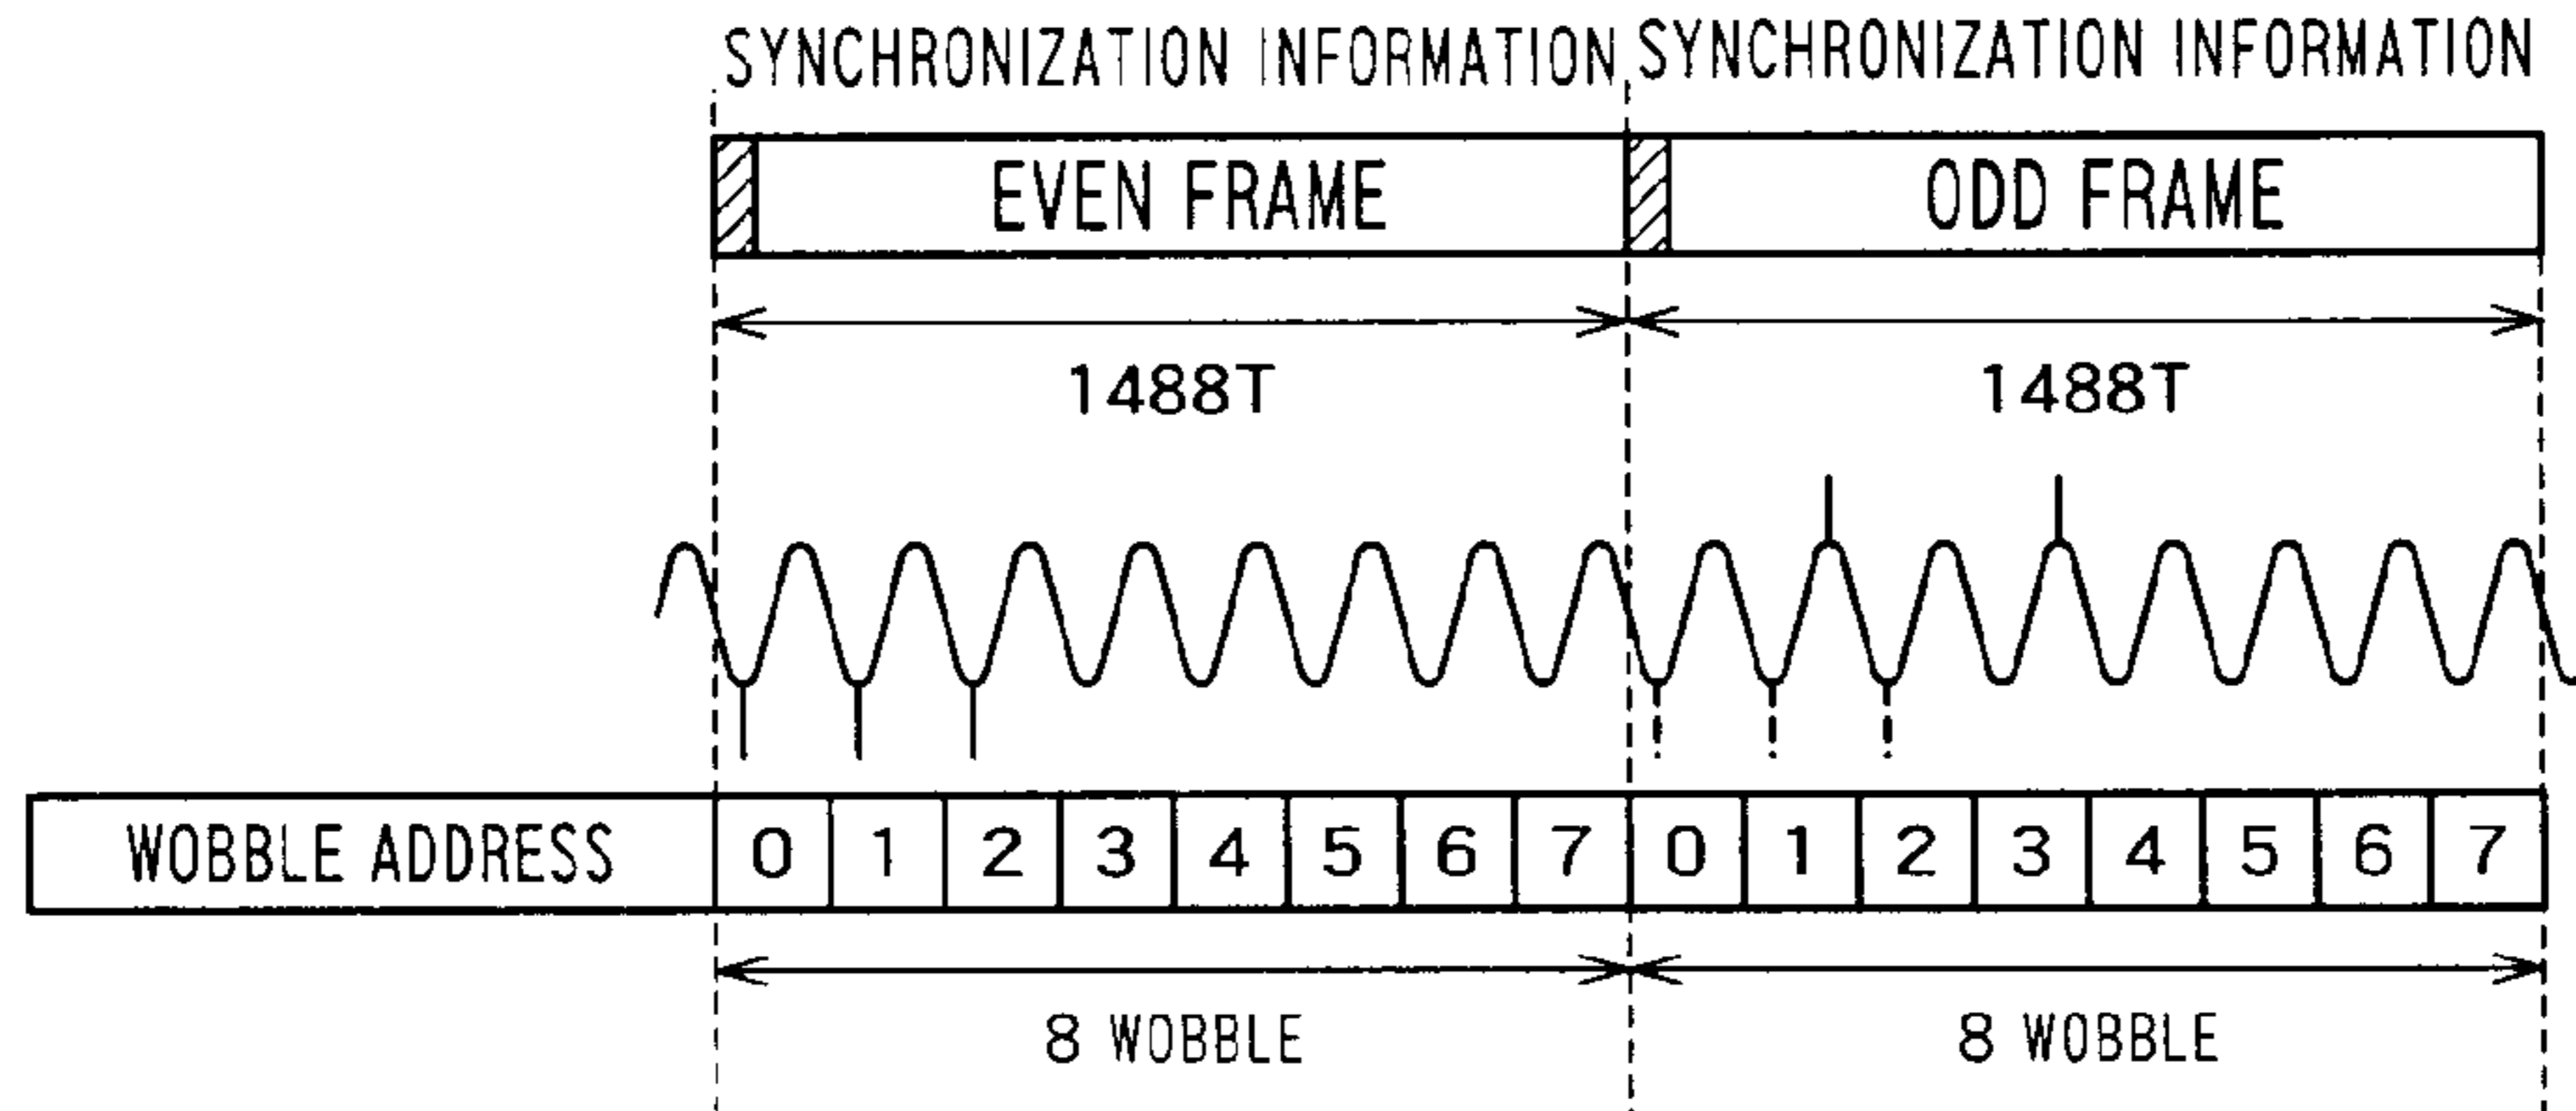 SYNCHRONIZATION INFORMATION SYNCHRONIZATION INFORMATION
EVEN FRAME ODD FRAME
1488T 1488T
WOBBLE ADDRESS 0 1 2 3 4 5 6 7 0 1 2 3 4 5 6 7
8 WOBBLE 8 WOBBLE